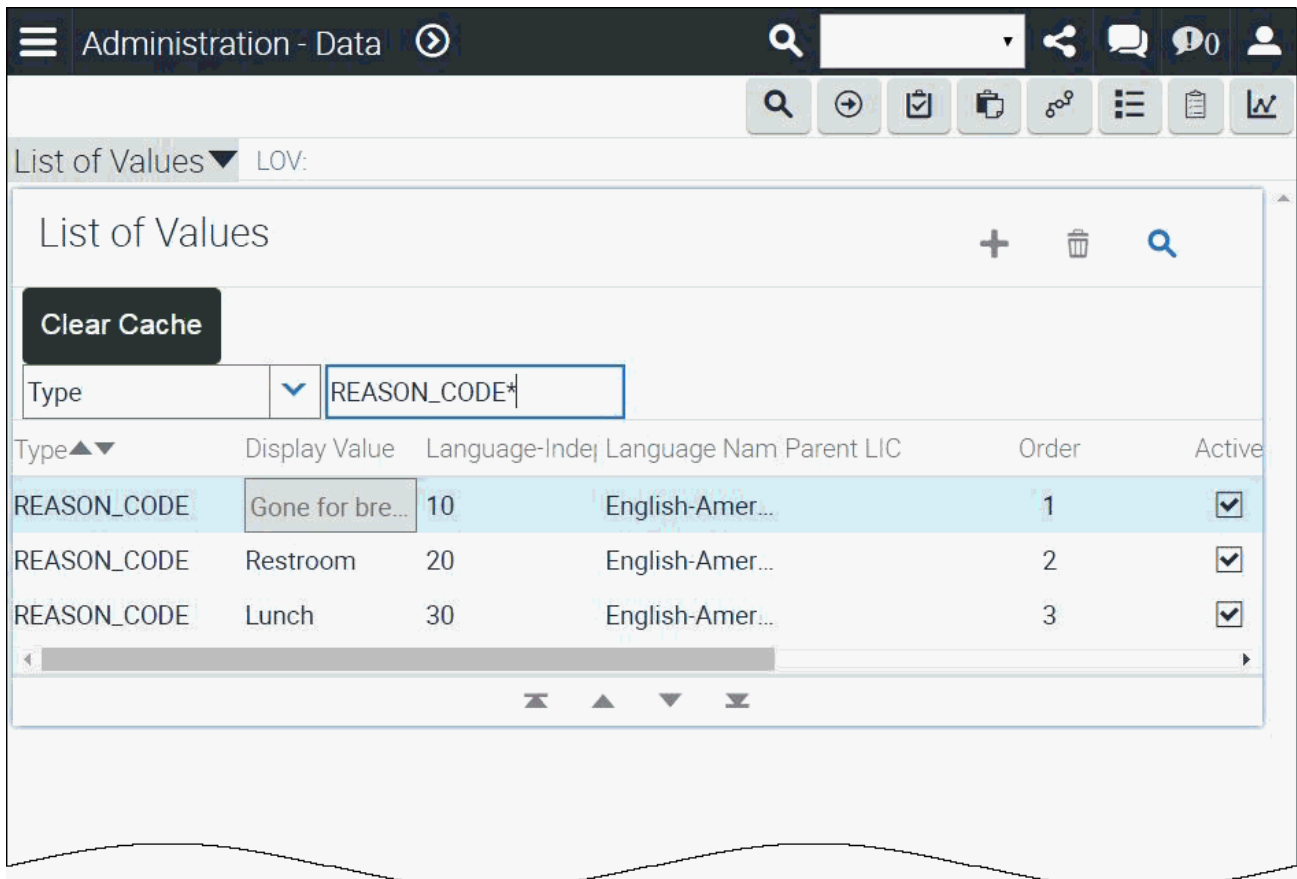 Administration - Data
0
List of Values LOV:
List of Values
Clear Cache
Type REASON_CODE*
Type Display Value Language-Inde Language Nam Parent LIC Order Active
REASON_CODE Gone for bre... 10 English-Amer... 1
REASON_CODE Restroom 20 English-Amer... 2
REASON_CODE Lunch 30 English-Amer... 3